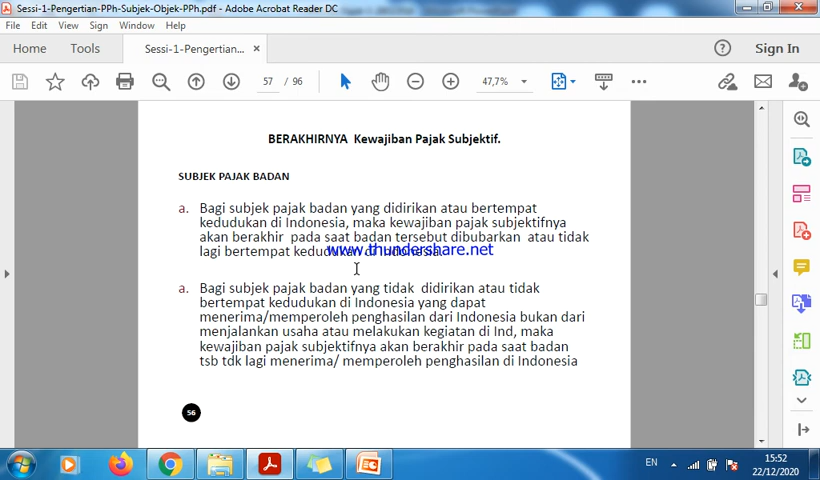 Sessi-1-Pengertian-PPh-Subjek-Objek-PPh.pdf - Adobe Acrobat Reader DC
File Edit View Sign Window Help
Home Tools Sessi-1-Pengertian... × Sign In
57 / 96 47,7%
BERAKHIRNYA Kewajiban Pajak Subjektif.
SUBJEK PAJAK BADAN
a. Bagi subjek pajak badan yang didirikan atau bertempat
kedudukan di Indonesia, maka kewajiban pajak subjektifnya
akan berakhir pada saat badan tersebut dibubarkan atau tidak
lagi bertempat kedudukan di Indonesia.
www.thundershare.net
a. Bagi subjek pajak badan yang tidak didirikan atau tidak
bertempat kedudukan di Indonesia yang dapat
menerima/memperoleh penghasilan dari Indonesia bukan dari
menjalankan usaha atau melakukan kegiatan di Ind, maka
kewajiban pajak subjektifnya akan berakhir pada saat badan
tsb tdk lagi menerima/ memperoleh penghasilan di Indonesia
56
EN 15:52
22/12/2020